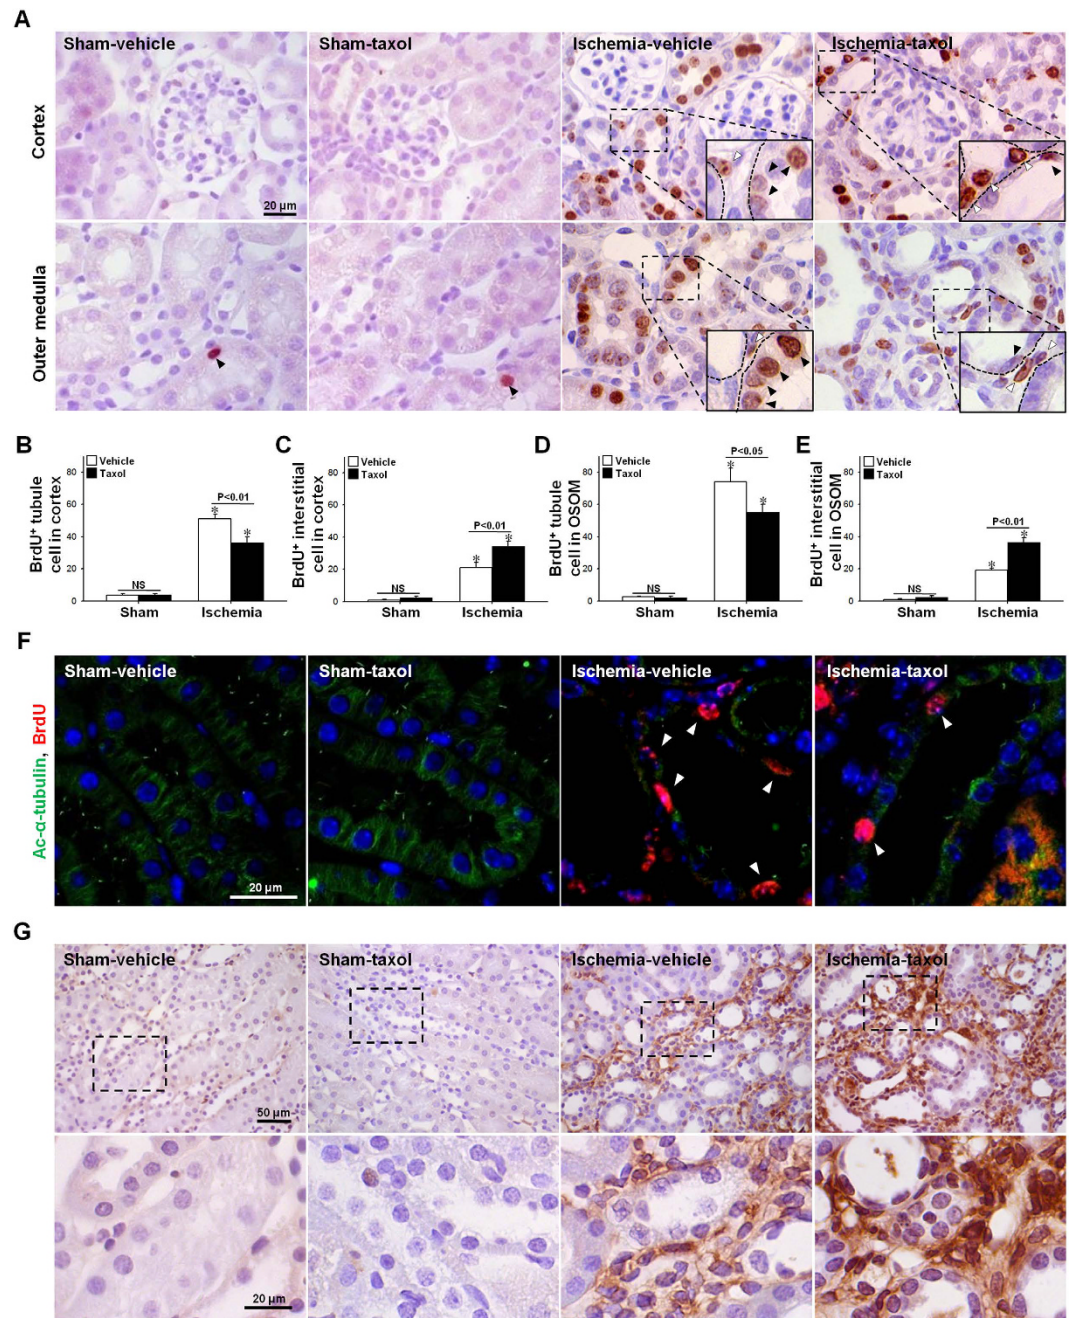 A
Sham-vehicle
Sham-taxol
Ischemia-vehicle
Ischemia-taxol
Cortex
20 µm
Outer medulla
B
Vehicle
Taxol
BrdU⁺ tubule
cell in cortex
80
60
40
20
0
NS
P<0.01
*
*
Sham
Ischemia
C
Vehicle
Taxol
BrdU⁺ interstitial
cell in cortex
80
60
40
20
0
NS
P<0.01
*
*
Sham
Ischemia
D
Vehicle
Taxol
BrdU⁺ tubule
cell in OSOM
80
60
40
20
0
NS
P<0.05
*
*
Sham
Ischemia
E
Vehicle
Taxol
BrdU⁺ interstitial
cell in OSOM
80
60
40
20
0
NS
P<0.01
*
*
Sham
Ischemia
F
Sham-vehicle
Sham-taxol
Ischemia-vehicle
Ischemia-taxol
Ac-α-tubulin, BrdU
20 µm
G
Sham-vehicle
Sham-taxol
Ischemia-vehicle
Ischemia-taxol
50 µm
20 µm